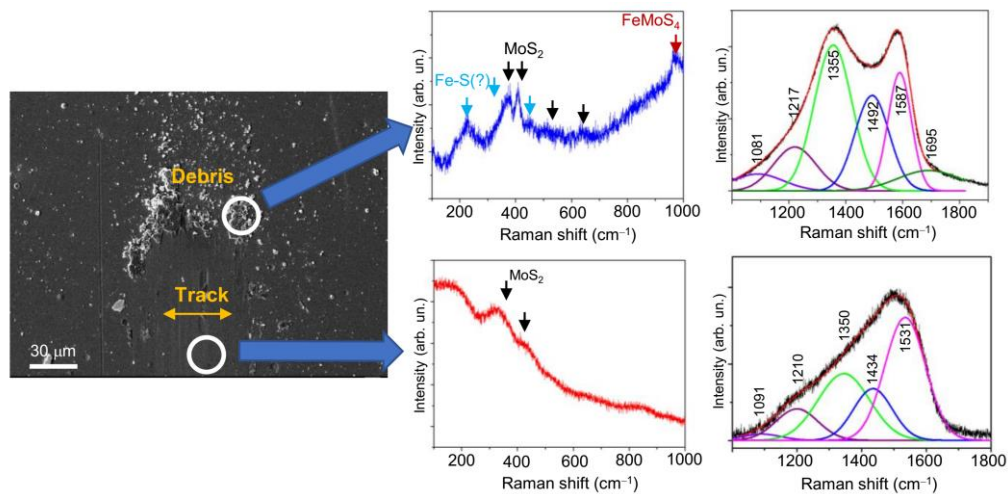 Debris
Track
30 μm
Intensity (arb. un.)
Fe-S(?)
MoS₂
FeMoS₄
200 400 600 800 1000
Raman shift (cm⁻¹)
Intensity (arb. un.)
1081
1217
1355
1492
1587
1695
1200 1400 1600 1800
Raman shift (cm⁻¹)
Intensity (arb. un.)
MoS₂
200 400 600 800 1000
Raman shift (cm⁻¹)
Intensity (arb. un.)
1091
1210
1350
1434
1531
1200 1400 1600 1800
Raman shift (cm⁻¹)